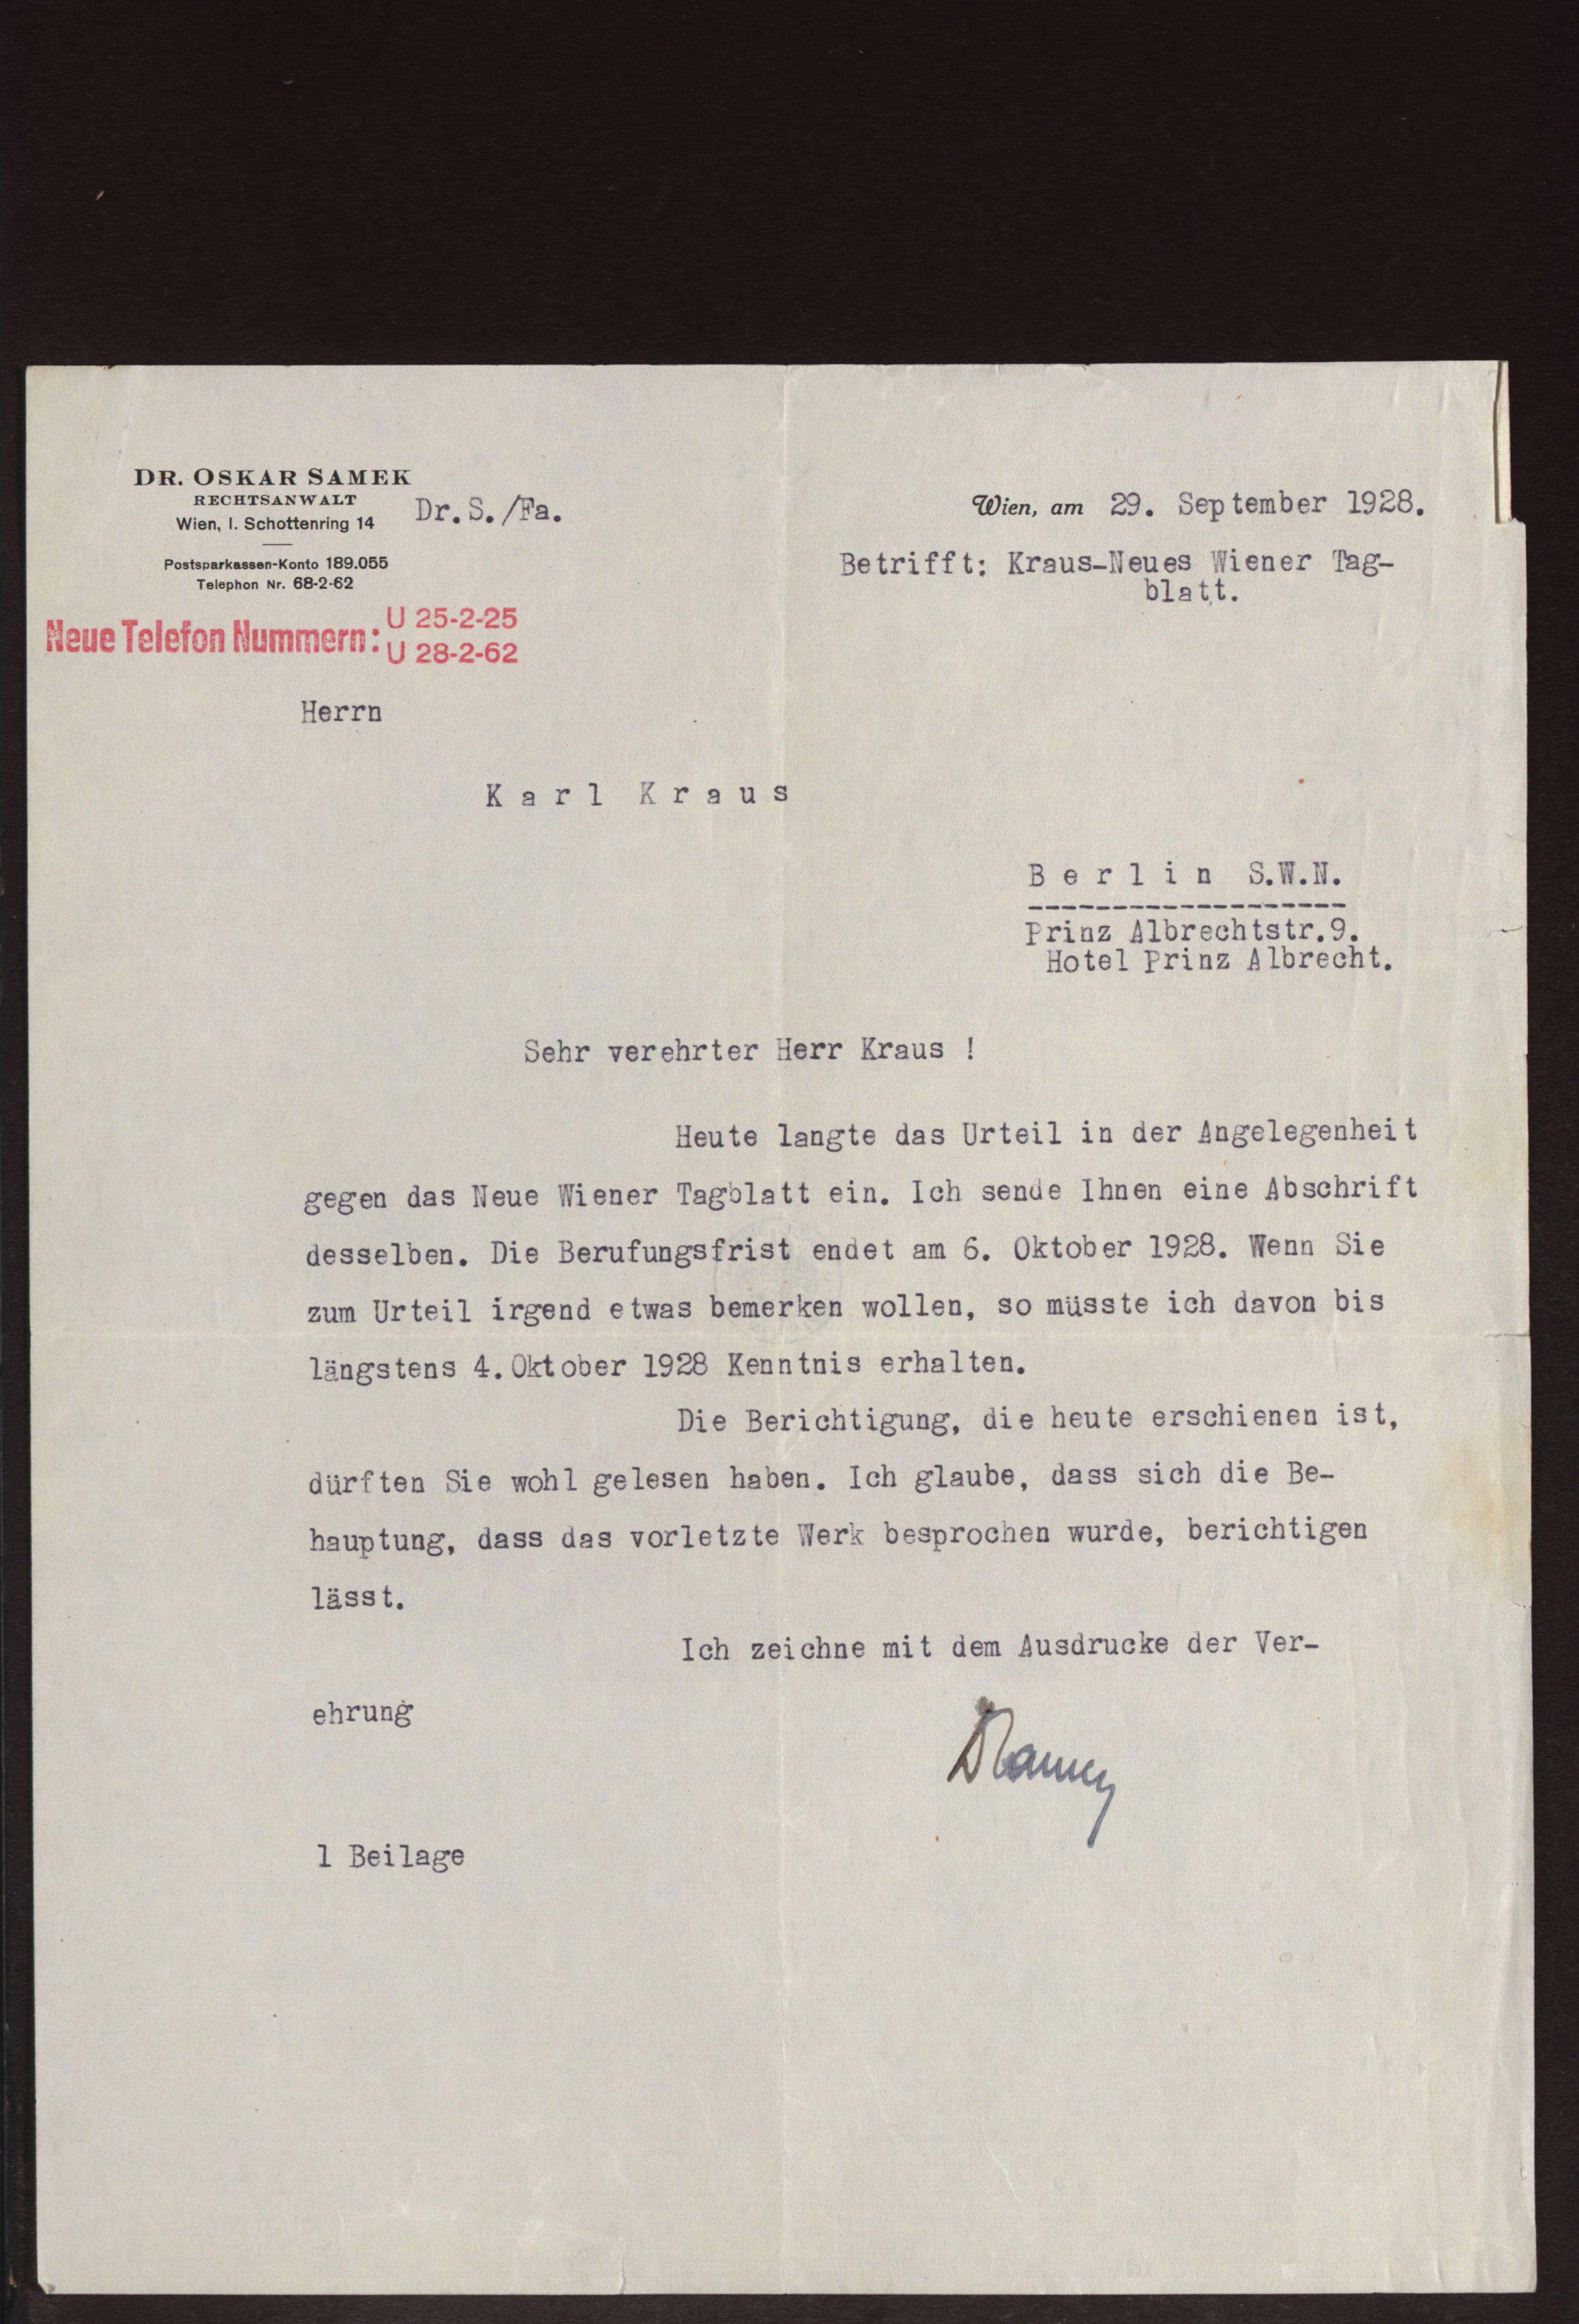 DR. OSKAR SAMEK
RECHTSANWALT
Wien, I. Schottenring 14
Dr.S./Fa.
Postsparkassen-Konto 189.055
Telephon Nr. 68-2-62
Neue Telefon Nummern: U 25-2-25
U 28-2-62
Wien, am 29. September 1928.
Betrifft: Kraus-Neues Wiener Tag-
blatt.
Herrn
Karl Kraus
Berlin S.W.N.
-------------------
Prinz Albrechtstr.9.
Hotel Prinz Albrecht.
Sehr verehrter Herr Kraus !
Heute langte das Urteil in der Angelegenheit
gegen das Neue Wiener Tagblatt ein. Ich sende Ihnen eine Abschrift
desselben. Die Berufungsfrist endet am 6. Oktober 1928. Wenn Sie
zum Urteil irgend etwas bemerken wollen, so müsste ich davon bis
längstens 4.Oktober 1928 Kenntnis erhalten.
Die Berichtigung, die heute erschienen ist,
dürften Sie wohl gelesen haben. Ich glaube, dass sich die Be-
hauptung, dass das vorletzte Werk besprochen wurde, berichtigen
lässt.
Ich zeichne mit dem Ausdrucke der Ver-
ehrung
1 Beilage